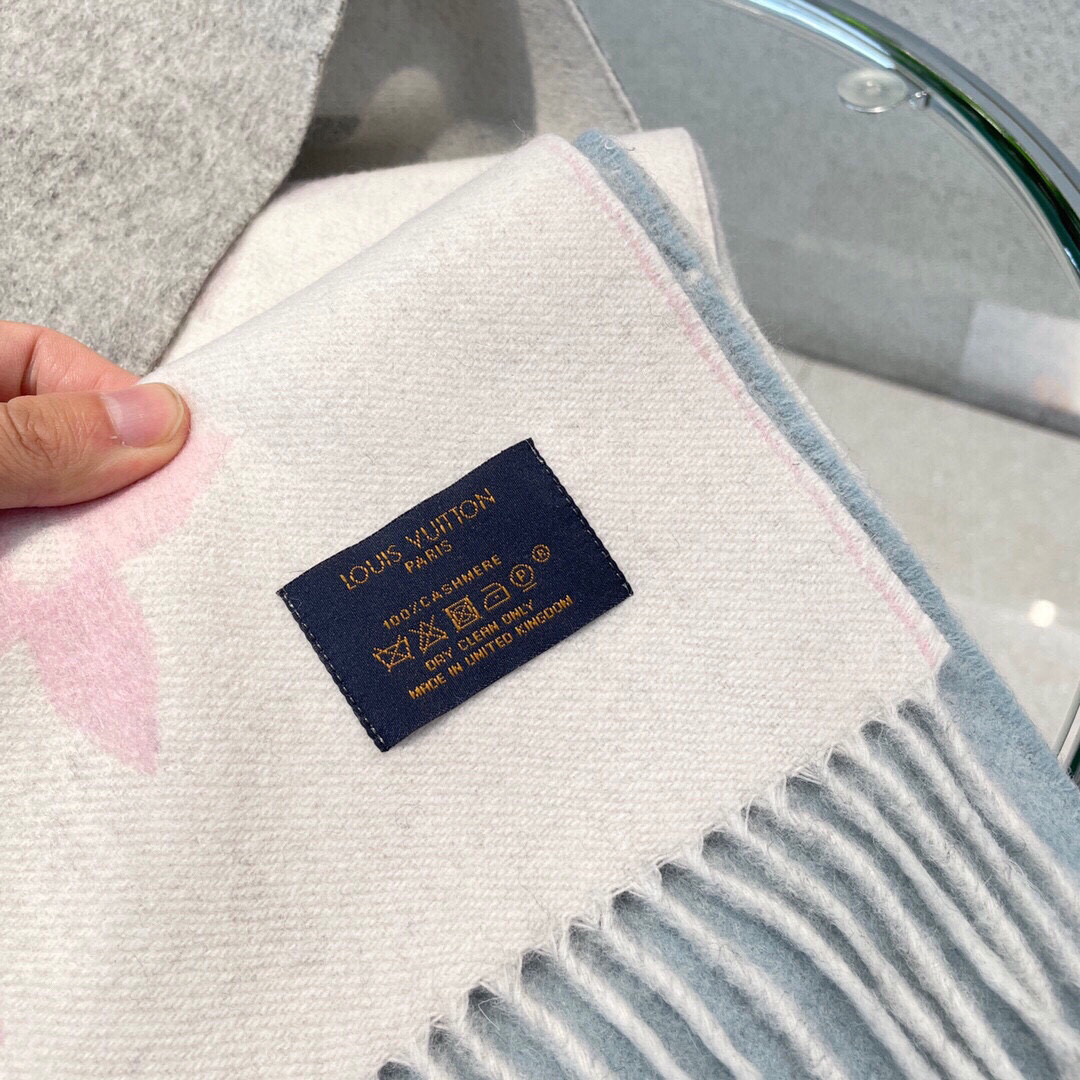 LOUIS VUITTON
PARIS
100%CASHMERE
P ®
DRY CLEAN ONLY
MADE IN UNITED KINGDOM